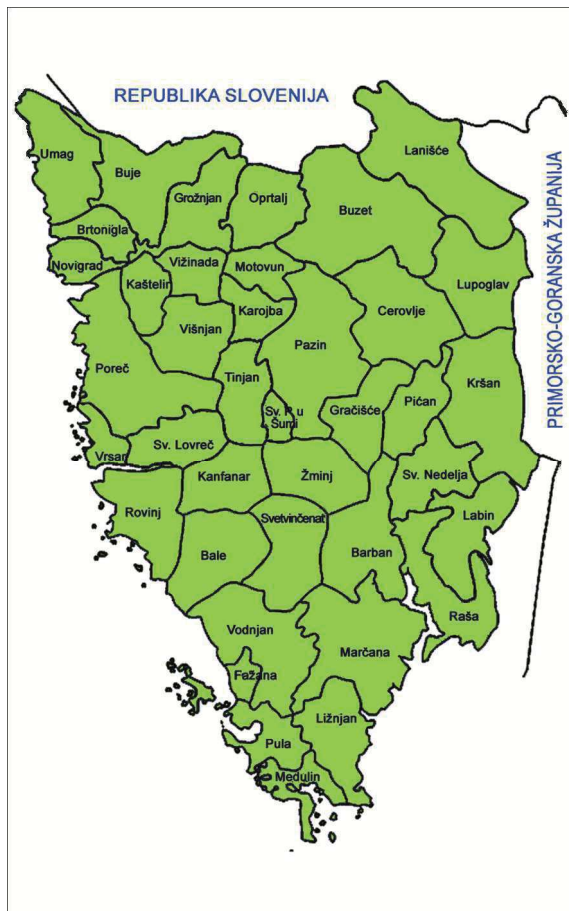 REPUBLIKA SLOVENIJA
Lanišće
Umag
Buje
Grožnjan
Oprtalj
Buzet
Brtonigla
Novigrad
Vižinada
Motovun
Kaštelir
Karojba
Cerovlje
Lupoglav
PRIMORSKO-GORANSKA ŽUPANIJA
Višnjan
Pazin
Poreč
Tinjan
Kršan
Pićan
Gračišće
Sv. P. u
Šumi
Sv. Lovreč
Vrsar
Kanfanar
Žminj
Sv. Nedelja
Rovinj
Svetvinčenat
Labin
Bale
Barban
Raša
Vodnjan
Marčana
Fažana
Ližnjan
Pula
Medulin